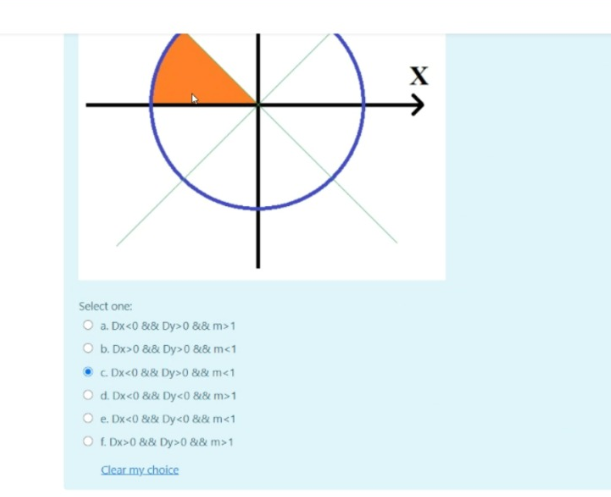 X
Select one:
a. Dx<0 && Dy>0 && m>1
b. Dx>0 && Dy>0 && m<1
c. Dx<0 && Dy>0 && m<1
d. Dx<0 && Dy<0 && m>1
e. Dx<0 && Dy<0 && m<1
f. Dx>0 && Dy>0 && m>1
Clear my choice